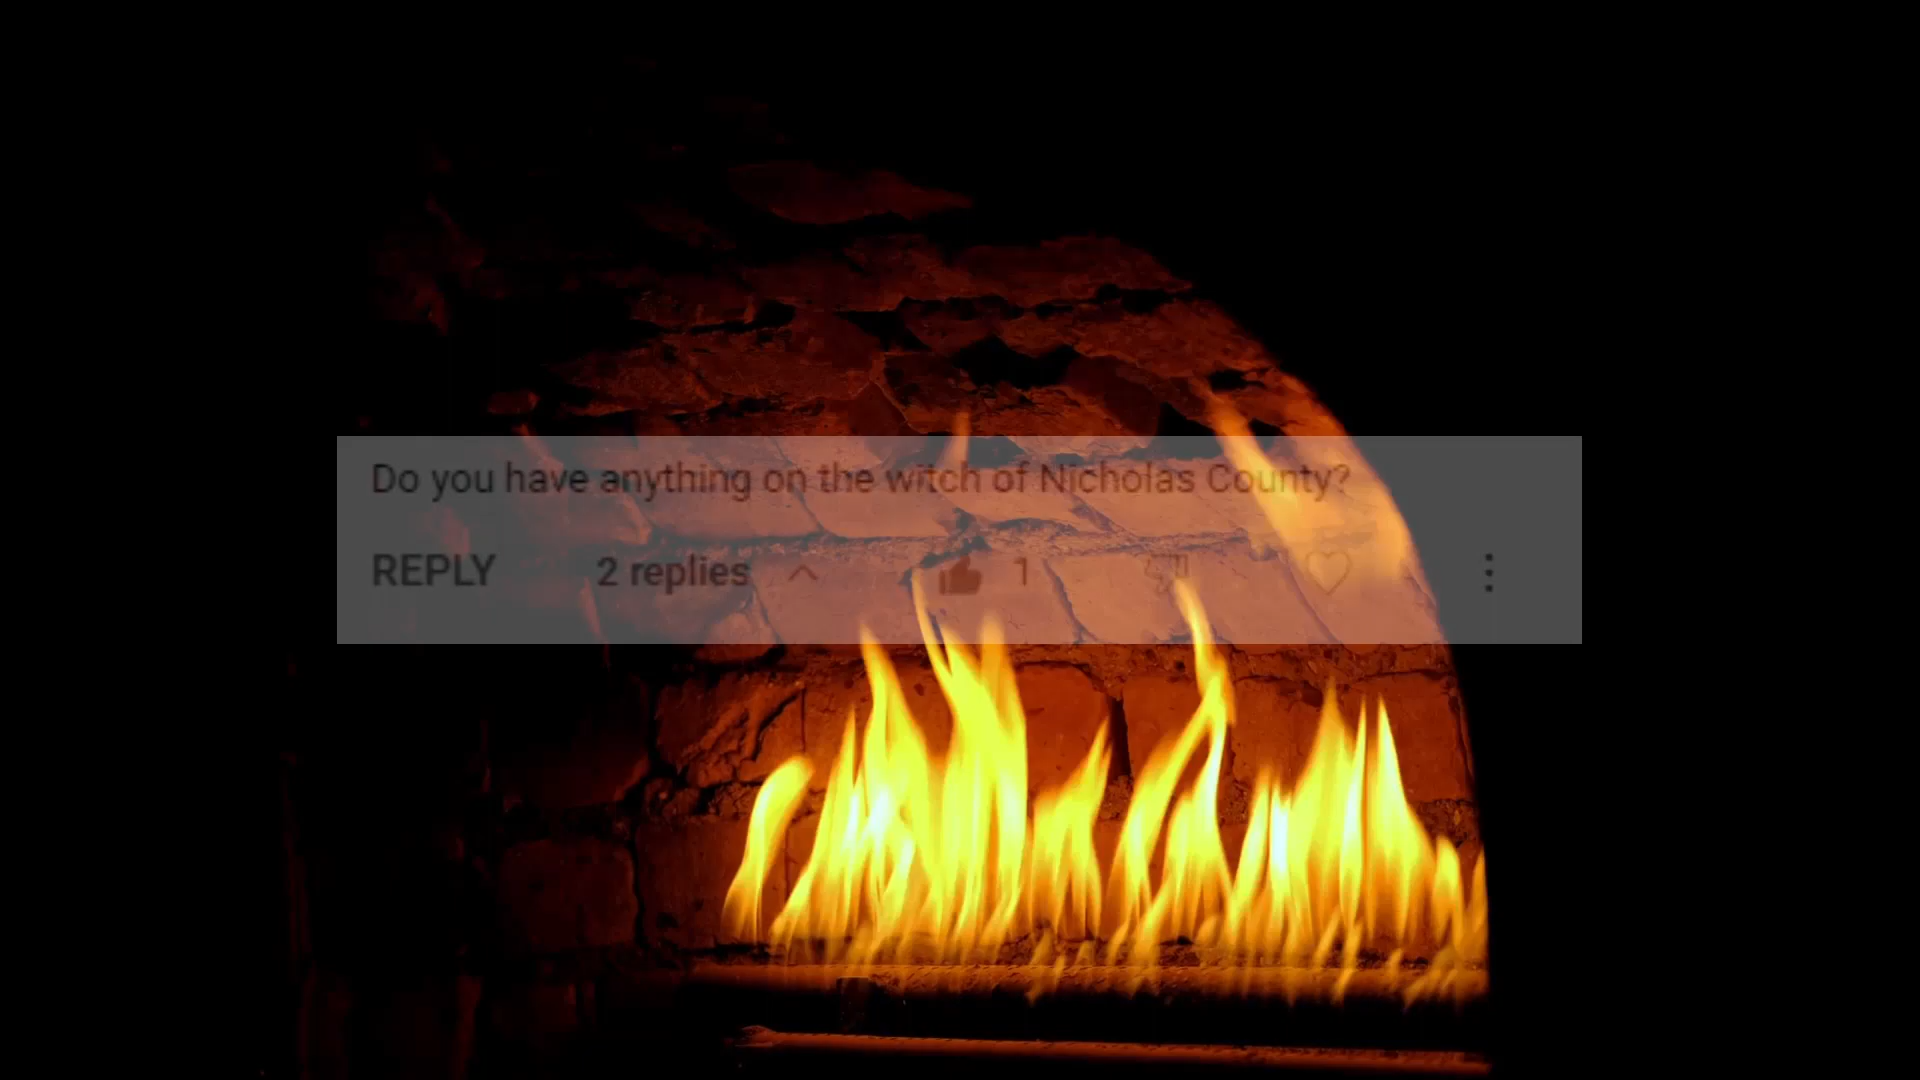 Do you have anything on the witch of Nicholas County?
REPLY 2 replies 1